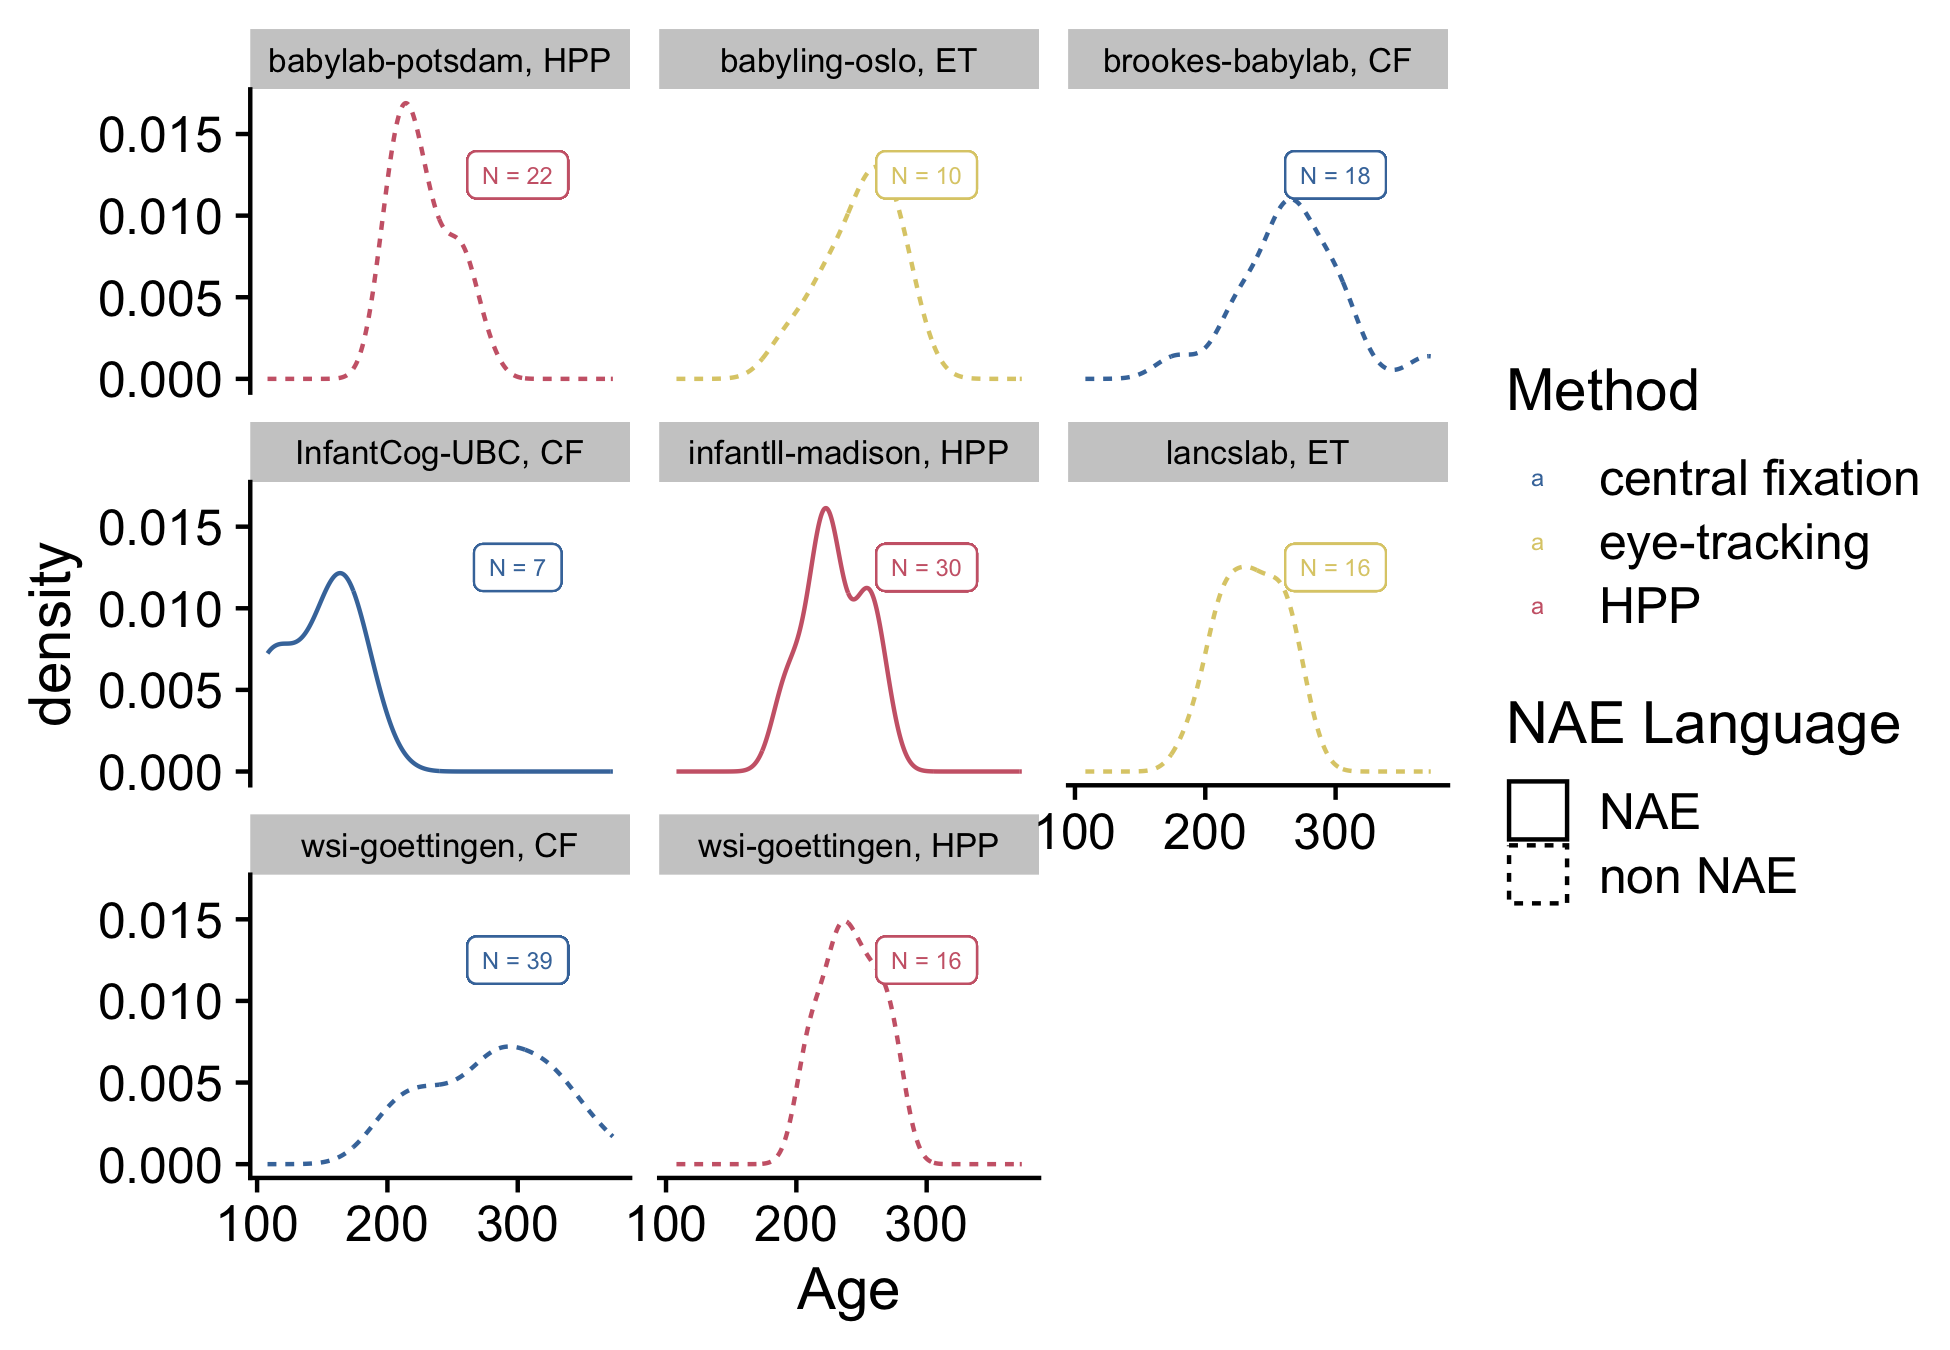 babylab-potsdam, HPP
babyling-oslo, ET
brookes-babylab, CF
0.015
0.010
0.005
0.000
N = 22
N = 10
N = 18
InfantCog-UBC, CF
infantll-madison, HPP
lancslab, ET
0.015
0.010
0.005
0.000
N = 7
N = 30
N = 16
100 200 300
wsi-goettingen, CF
wsi-goettingen, HPP
0.015
0.010
0.005
0.000
N = 39
N = 16
100 200 300
100 200 300
density
Age
Method
a central fixation
a eye-tracking
a HPP
NAE Language
NAE
non NAE